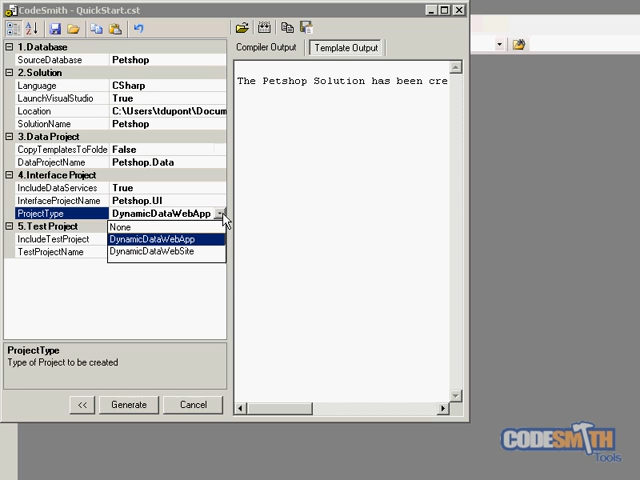 CodeSmith - QuickStart.cst
1.Database
SourceDatabase Petshop
2.Solution
Language CSharp
LaunchVisualStudio True
Location C:\Users\tdupont\Docum
SolutionName Petshop
3.Data Project
CopyTemplatesToFolde False
DataProjectName Petshop.Data
4.Interface Project
IncludeDataServices True
InterfaceProjectName Petshop.UI
ProjectType DynamicDataWebApp
5.Test Project
IncludeTestProject
TestProjectName
None
DynamicDataWebApp
DynamicDataWebSite
ProjectType
Type of Project to be created
<< Generate Cancel
Compiler Output Template Output
The Petshop Solution has been cre
CODESMITH
Tools